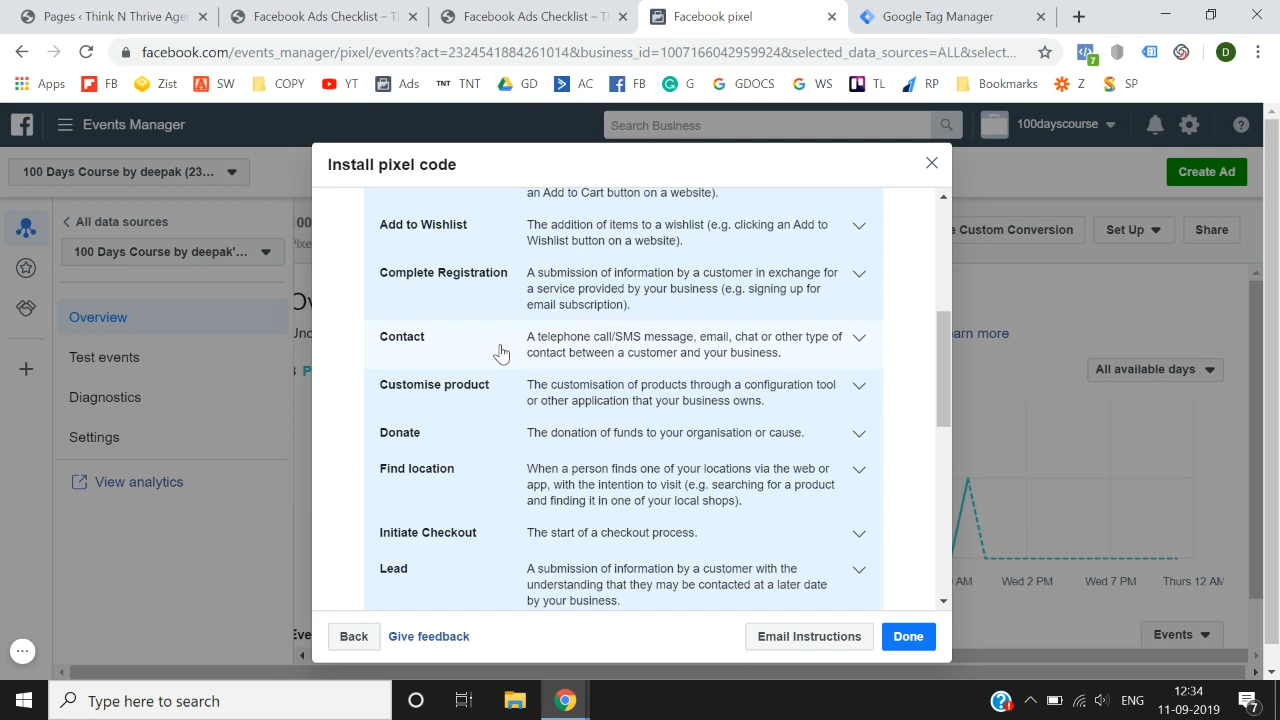 Pages ‹ Think N Thrive Age
Facebook Ads Checklist – T
Facebook Ads Checklist – T
Facebook pixel
Google Tag Manager
facebook.com/events_manager/pixel/events?act=2324541884261014&business_id=1007166042959924&selected_data_sources=ALL&select...
7
D
Apps
FB
Zist
SW
COPY
YT
Ads
TNT TNT
GD
AC
FB
G
GDOCS
WS
TL
RP
Bookmarks
Z
SP
Events Manager
Search Business
100dayscourse
100 Days Course by deepak (23...
Create Ad
All data sources
100 Days Course by deepak'...
Custom Conversion
Set Up
Share
Overview
Test events
Diagnostics
Settings
View analytics
All available days
AM
Wed 2 PM
Wed 7 PM
Thurs 12 AM
Events
Install pixel code
an Add to Cart button on a website).
Add to Wishlist
The addition of items to a wishlist (e.g. clicking an Add to
Wishlist button on a website).
Complete Registration
A submission of information by a customer in exchange for
a service provided by your business (e.g. signing up for
email subscription).
Contact
A telephone call/SMS message, email, chat or other type of
contact between a customer and your business.
Customise product
The customisation of products through a configuration tool
or other application that your business owns.
Donate
The donation of funds to your organisation or cause.
Find location
When a person finds one of your locations via the web or
app, with the intention to visit (e.g. searching for a product
and finding it in one of your local shops).
Initiate Checkout
The start of a checkout process.
Lead
A submission of information by a customer with the
understanding that they may be contacted at a later date
by your business.
Back
Give feedback
Email Instructions
Done
Type here to search
ENG
12:34
11-09-2019
7